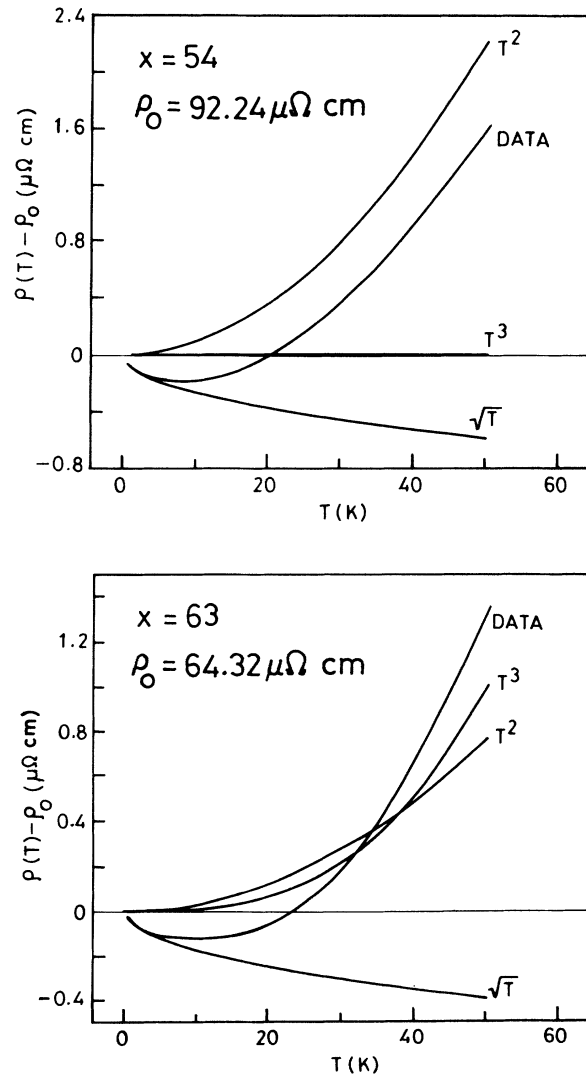 2.4
x = 54
ρ₀ = 92.24 μΩ cm
T²
1.6
DATA
ρ(T) – ρ₀ (μΩ cm)
0.8
T³
0
√T
–0.8
0 20 40 60
T(K)
x = 63
ρ₀ = 64.32 μΩ cm
DATA
1.2
T³
T²
0.8
ρ(T)–ρ₀ (μΩ cm)
0.4
0
√T
–0.4
0 20 40 60
T(K)